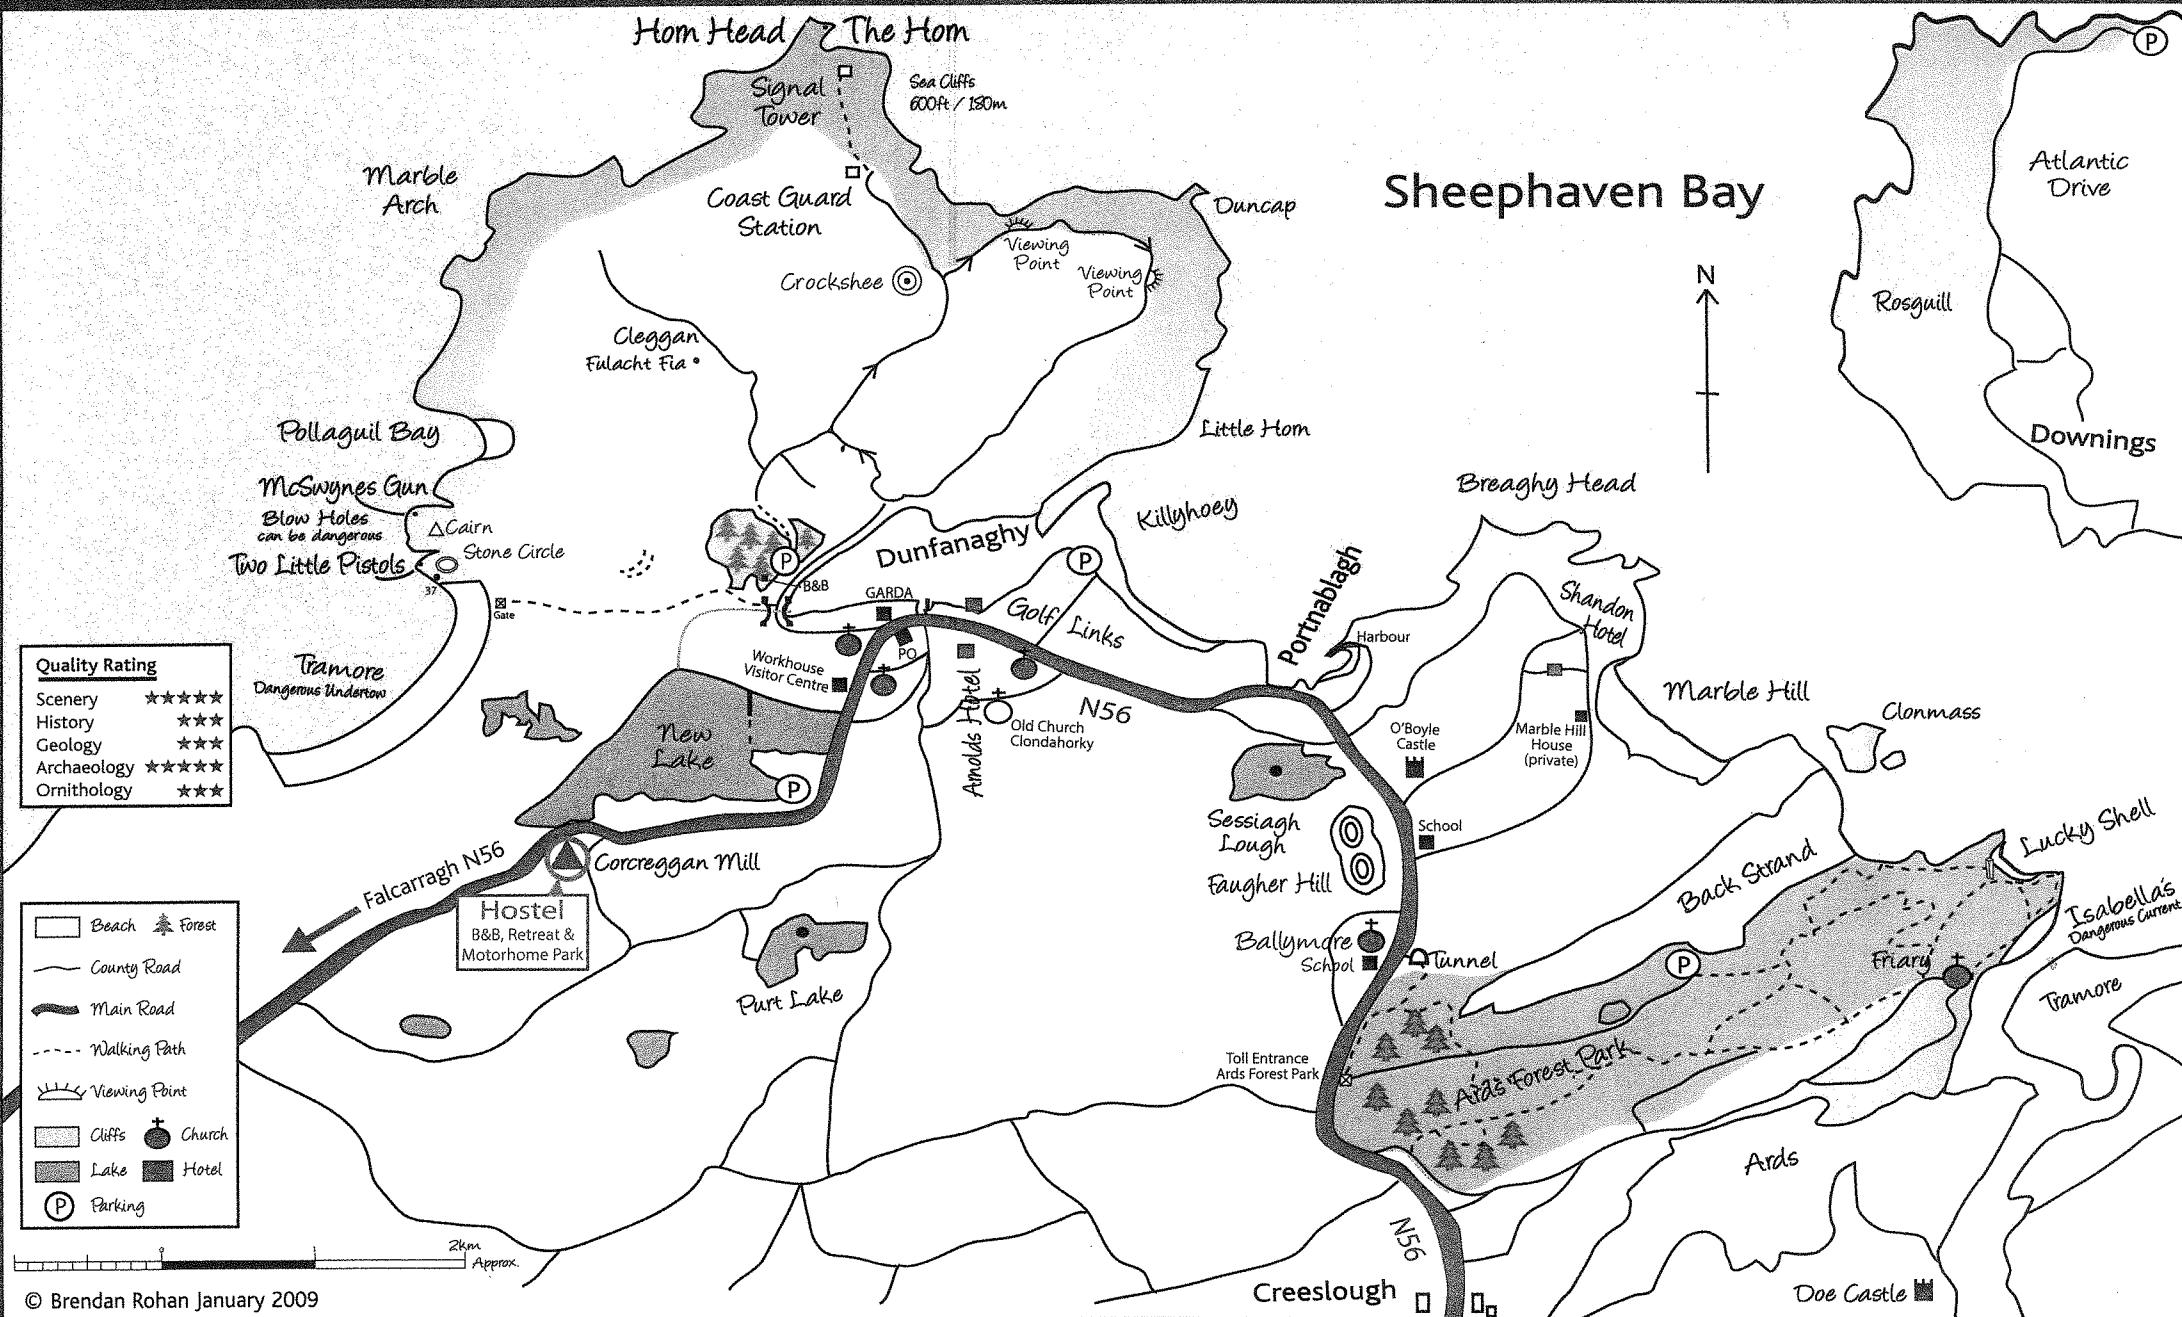 Horn Head
The Horn
Signal
Tower
Sea Cliffs
600ft / 180m
Marble
Arch
Coast Guard
Station
Crockshee
Duncap
Viewing
Point
Viewing
Point
Sheephaven Bay
N
Atlantic
Drive
Rosguill
Downings
P
Cleggan
Fulacht Fia
Little Horn
Pollaguil Bay
McSwynes Gun
Blow Holes
can be dangerous
Two Little Pistols
Cairn
Stone Circle
37
Gate
Tramore
Dangerous Undertow
Killyhoey
Dunfanaghy
P
B&B
GARDA
PO
P
Golf Links
Workhouse
Visitor Centre
Arnolds Hotel
Old Church
Clondahorky
N56
Breaghy Head
Portnablagh
Harbour
Shandon
Hotel
Marble Hill
Marble Hill
House
(private)
O'Boyle
Castle
School
Clonmass
Sessiagh
Lough
Faugher Hill
Ballymore
School
Tunnel
Back Strand
Lucky Shell
Isabella's
Dangerous Current
Tramore
Friary
P
Ards Forest Park
Toll Entrance
Ards Forest Park
Ards
Doe Castle
N56
Creeslough
New
Lake
P
Falcarragh N56
Corcreggan Mill
Hostel
B&B, Retreat &
Motorhome Park
Purt Lake
Quality Rating
Scenery
History
Geology
Archaeology
Ornithology
Beach
Forest
County Road
Main Road
Walking Path
Viewing Point
Cliffs
Church
Lake
Hotel
P Parking
0
2km
Approx.
© Brendan Rohan January 2009